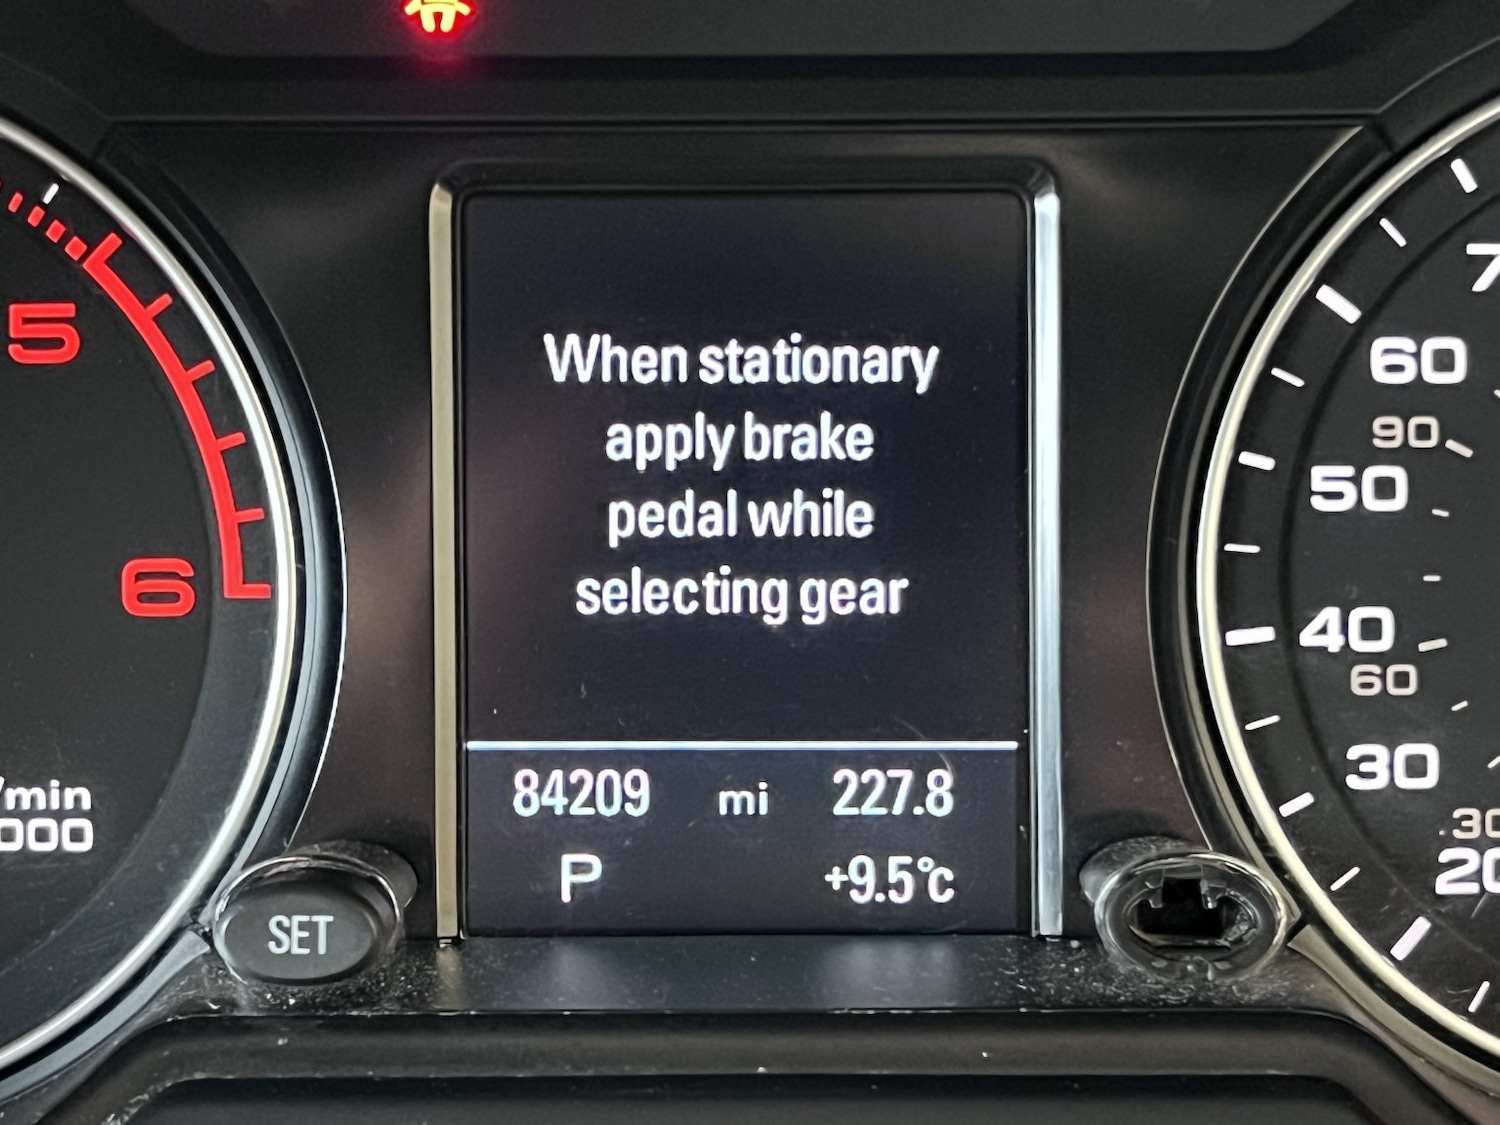 When stationary
apply brake
pedal while
selecting gear
84209 mi 227.8
P +9.5°C
SET
5
6
/min
000
60
90
50
40
60
30
30
20